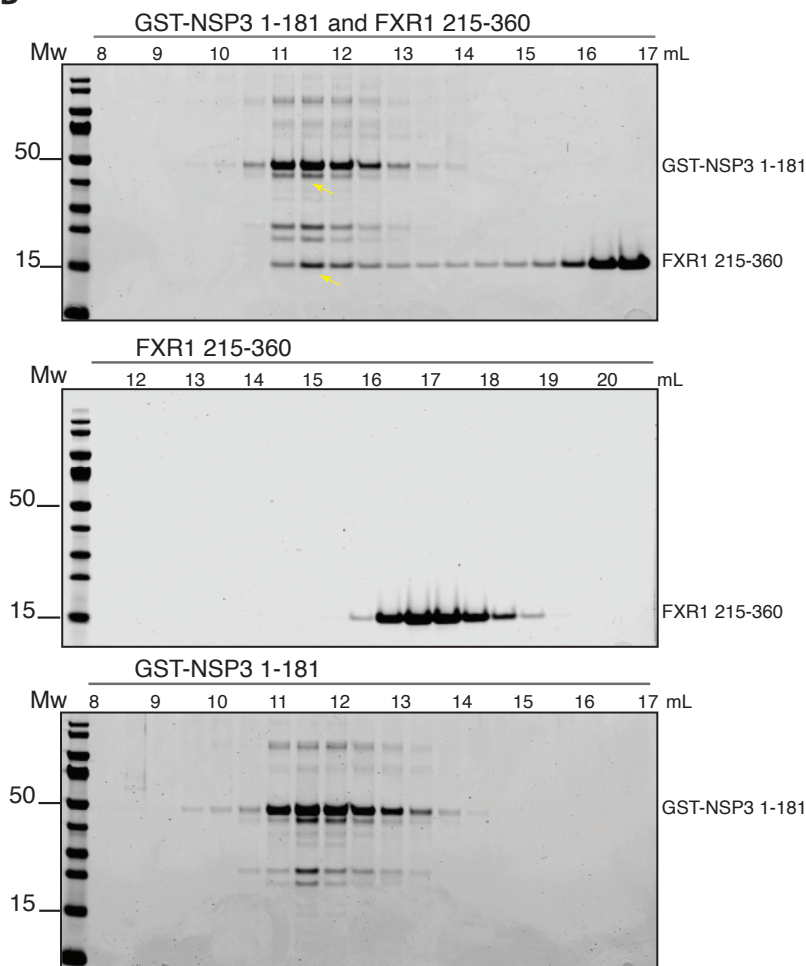 GST-NSP3 1-181 and FXR1 215-360
Mw 8 9 10 11 12 13 14 15 16 17 mL
50
GST-NSP3 1-181
15
FXR1 215-360
FXR1 215-360
Mw 12 13 14 15 16 17 18 19 20 mL
50
15
FXR1 215-360
GST-NSP3 1-181
Mw 8 9 10 11 12 13 14 15 16 17 mL
50
GST-NSP3 1-181
15